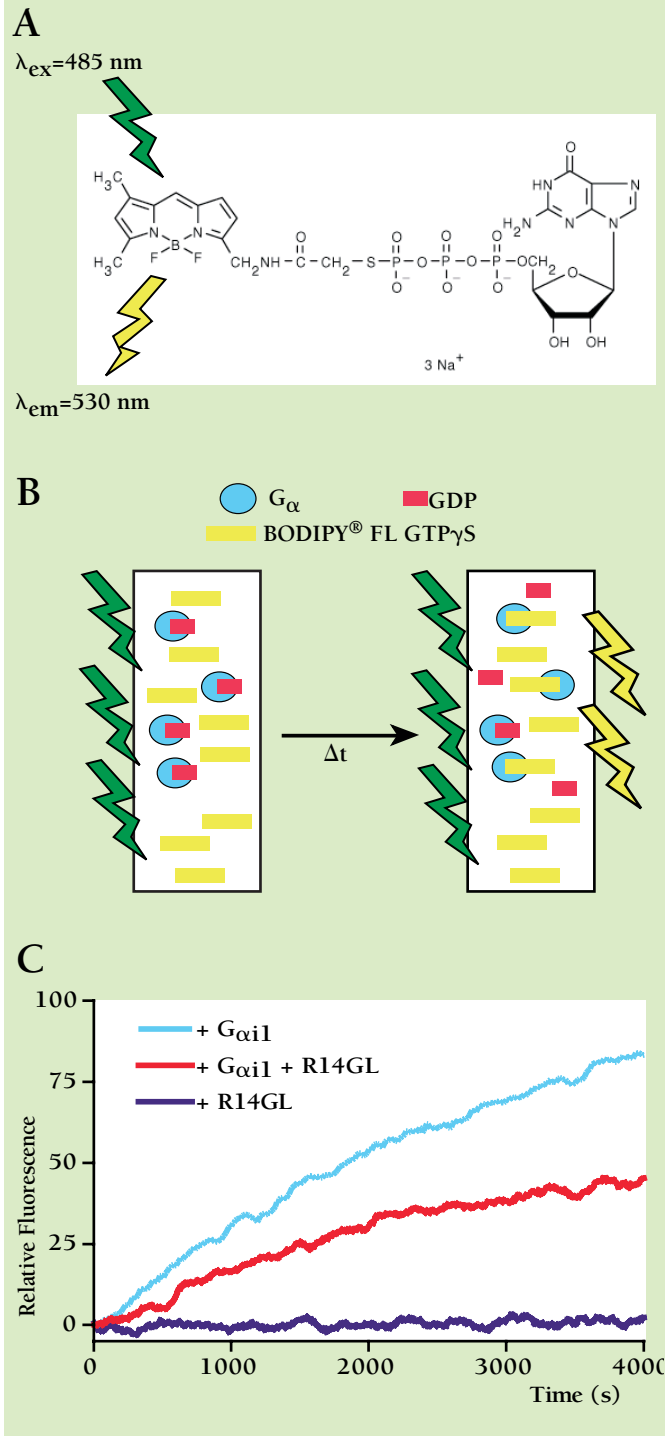 A
λex=485 nm
O
H3C
HN
N
H2N
N
N
O
O
O
O
N
N
B
N
H3C
F
F
CH2NH
C
CH2
S
P
O
P
O
P
OCH2
O
O−
O−
O−
OH
OH
3 Na+
λem=530 nm
B
Gα
GDP
BODIPY® FL GTPγS
Δt
C
100
+ Gαi1
+ Gαi1 + R14GL
75
+ R14GL
50
25
0
Relative Fluorescence
0
1000
2000
3000
4000
Time (s)